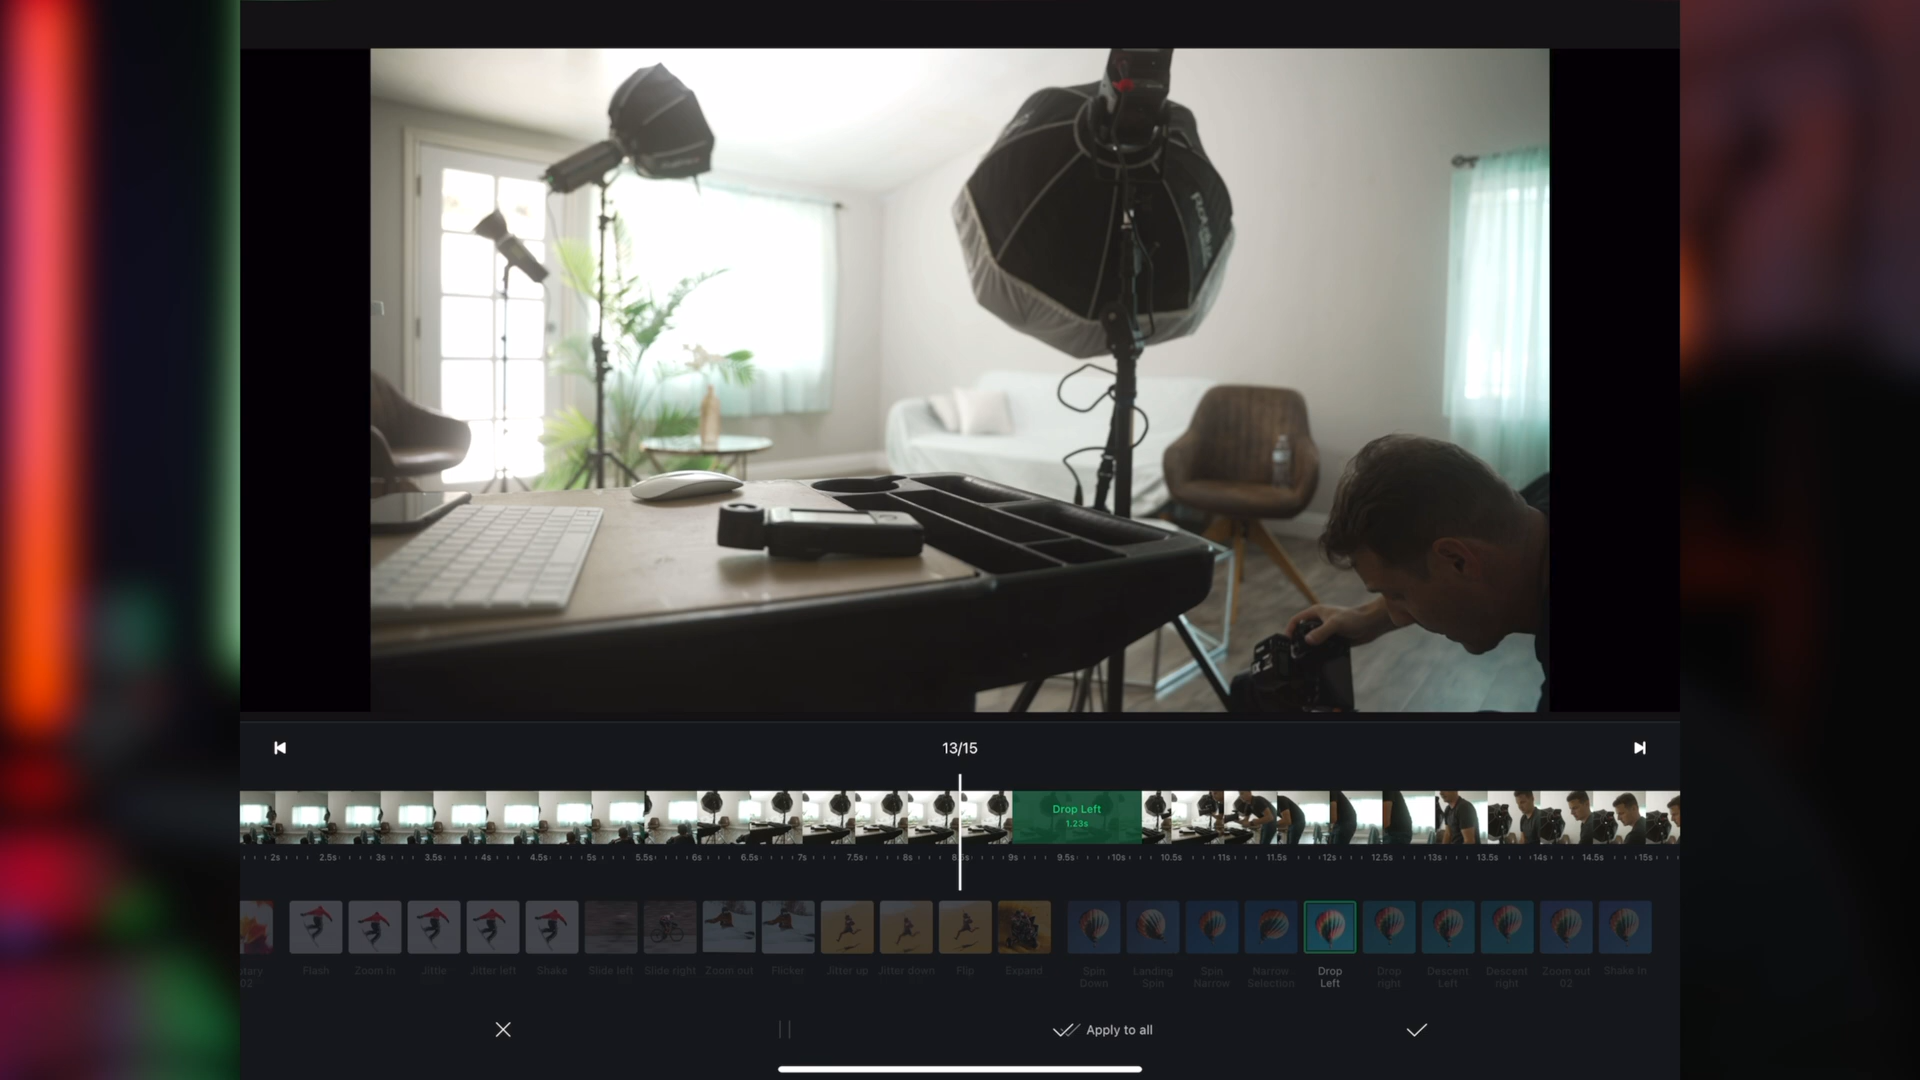 13/15
Drop Left
1.23s
2s 2.5s 3s 3.5s 4s 4.5s 5s 5.5s 6s 6.5s 7s 7.5s 8s 8.5s 9s 9.5s 10s 10.5s 11s 11.5s 12s 12.5s 13s 13.5s 14s 14.5s 15s
Flash
Zoom in
Jittle
Jitter left
Shake
Slide left
Slide right
Zoom out
Flicker
Jitter up
Jitter down
Flip
Expand
Spin
Down
Landing
Spin
Spin
Narrow
Narrow
Selection
Drop
Left
Drop
right
Descent
Left
Descent
right
Zoom out
02
Shake In
Apply to all